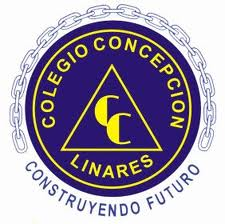 COLEGIO CONCEPCION
CC
LINARES
CONSTRUYENDO FUTURO